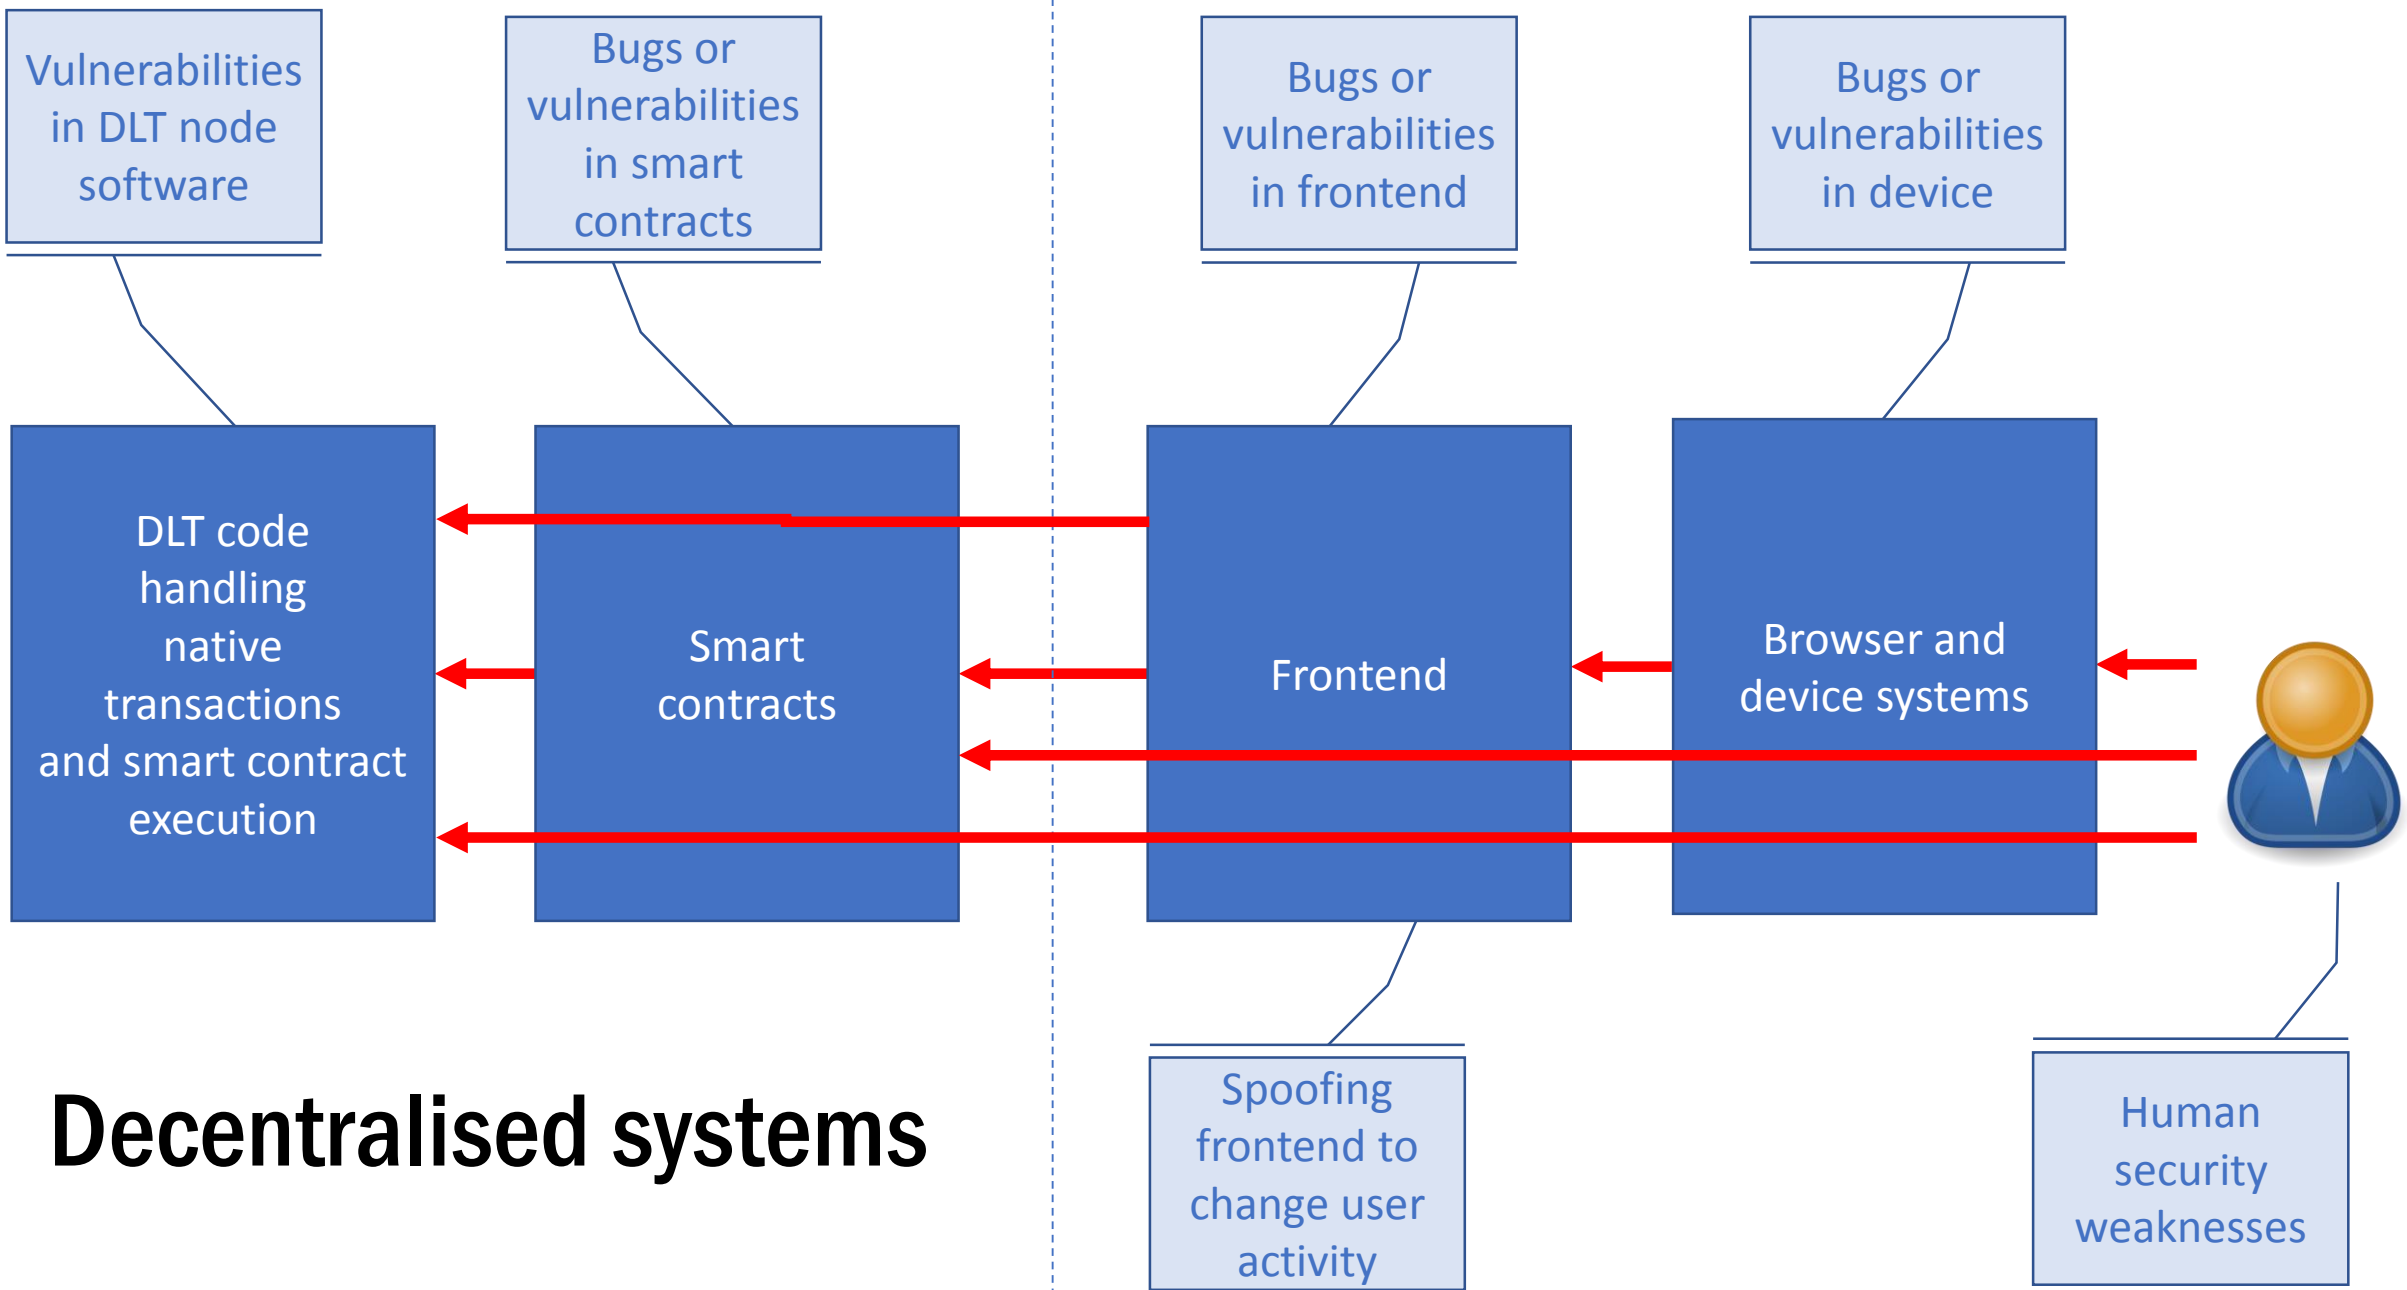 Vulnerabilities
in DLT node
software
Bugs or
vulnerabilities
in smart
contracts
Bugs or
vulnerabilities
in frontend
Bugs or
vulnerabilities
in device
DLT code
handling
native
transactions
and smart contract
execution
Smart
contracts
Frontend
Browser and
device systems
Decentralised systems
Spoofing
frontend to
change user
activity
Human
security
weaknesses